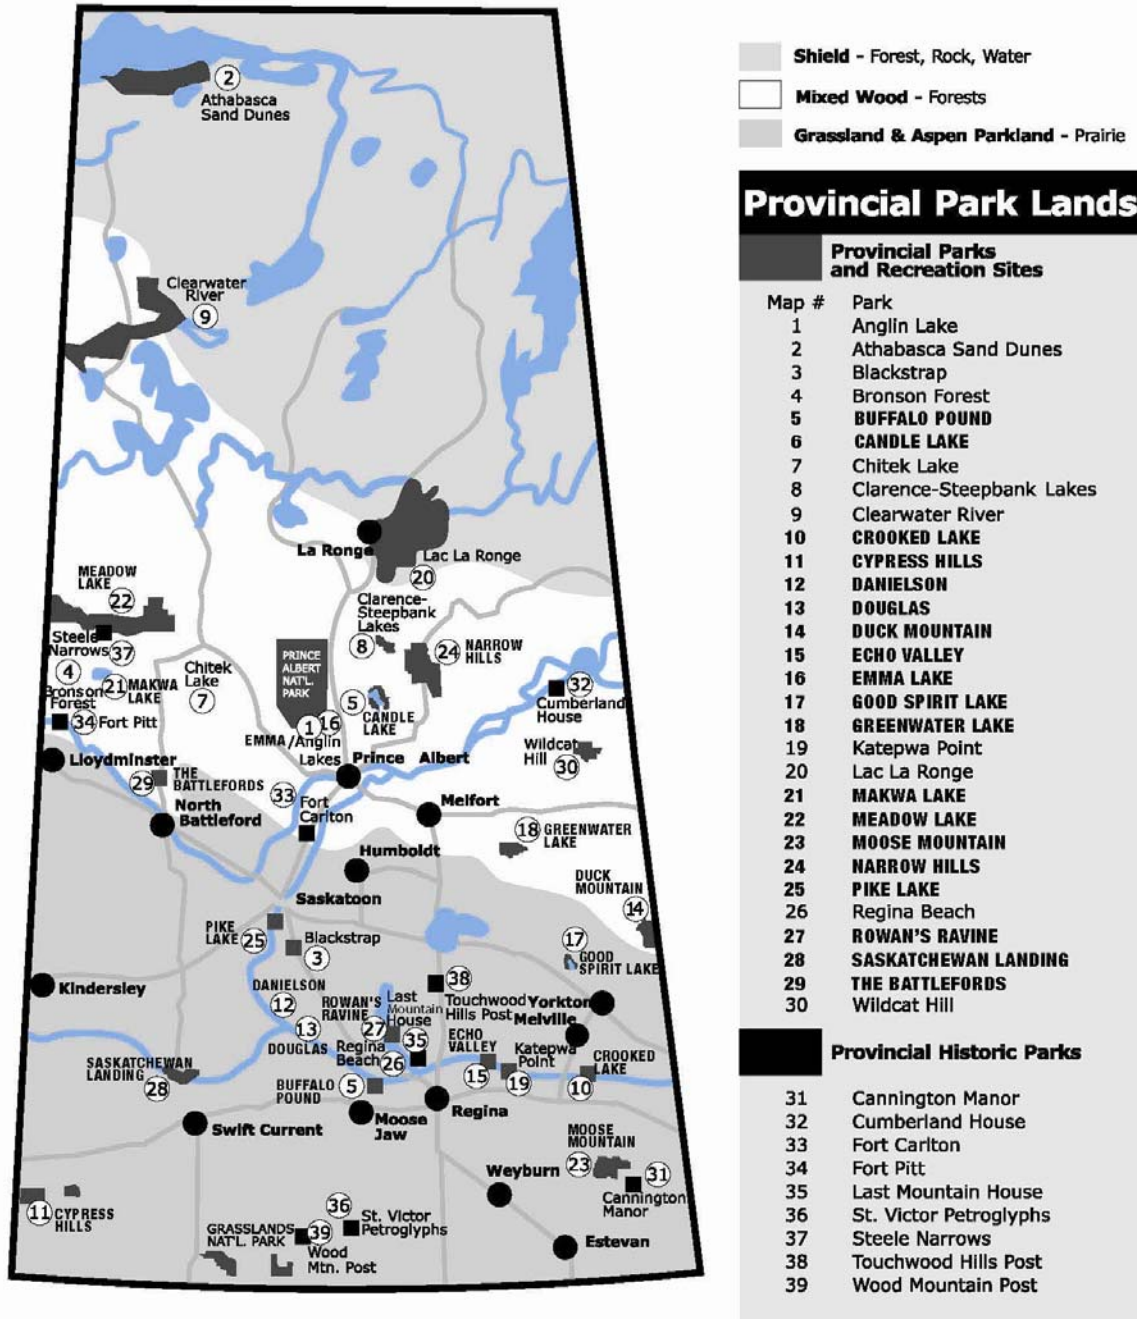 2
Athabasca
Sand Dunes
Clearwater
River
9
La Ronge
Lac La Ronge
20
MEADOW
LAKE
22
Clarence-
Steepbank
Lakes
8
Steele
Narrows
37
24
NARROW
HILLS
PRINCE
ALBERT
NAT'L.
PARK
4
Bronson
Forest
21
MAKWA
LAKE
Chitek
Lake
7
5
CANDLE
LAKE
32
Cumberland
House
34
Fort Pitt
1
16
EMMA/Anglin
Lakes
Wildcat
Hill
30
Lloydminster
Prince Albert
29
THE
BATTLEFORDS
33
Fort
Carlton
North
Battleford
Melfort
18
GREENWATER
LAKE
Humboldt
Saskatoon
DUCK
MOUNTAIN
14
PIKE
LAKE
25
Blackstrap
3
17
GOOD
SPIRIT LAKE
Kindersley
DANIELSON
12
ROWAN'S
RAVINE
27
Last
Mountain
House
35
38
Touchwood
Hills Post
Yorkton
Melville
13
DOUGLAS
Regina
Beach
26
ECHO
VALLEY
15
Katepwa
Point
19
CROOKED
LAKE
10
SASKATCHEWAN
LANDING
28
BUFFALO
POUND
5
Swift Current
Moose
Jaw
Regina
MOOSE
MOUNTAIN
23
Weyburn
31
Cannington
Manor
11
CYPRESS
HILLS
36
St. Victor
Petroglyphs
GRASSLANDS
NAT'L. PARK
39
Wood
Mtn. Post
Estevan
Shield - Forest, Rock, Water
Mixed Wood - Forests
Grassland & Aspen Parkland - Prairie
Provincial Park Lands
Provincial Parks
and Recreation Sites
Map # Park
1 Anglin Lake
2 Athabasca Sand Dunes
3 Blackstrap
4 Bronson Forest
5 BUFFALO POUND
6 CANDLE LAKE
7 Chitek Lake
8 Clarence-Steepbank Lakes
9 Clearwater River
10 CROOKED LAKE
11 CYPRESS HILLS
12 DANIELSON
13 DOUGLAS
14 DUCK MOUNTAIN
15 ECHO VALLEY
16 EMMA LAKE
17 GOOD SPIRIT LAKE
18 GREENWATER LAKE
19 Katepwa Point
20 Lac La Ronge
21 MAKWA LAKE
22 MEADOW LAKE
23 MOOSE MOUNTAIN
24 NARROW HILLS
25 PIKE LAKE
26 Regina Beach
27 ROWAN'S RAVINE
28 SASKATCHEWAN LANDING
29 THE BATTLEFORDS
30 Wildcat Hill
Provincial Historic Parks
31 Cannington Manor
32 Cumberland House
33 Fort Carlton
34 Fort Pitt
35 Last Mountain House
36 St. Victor Petroglyphs
37 Steele Narrows
38 Touchwood Hills Post
39 Wood Mountain Post